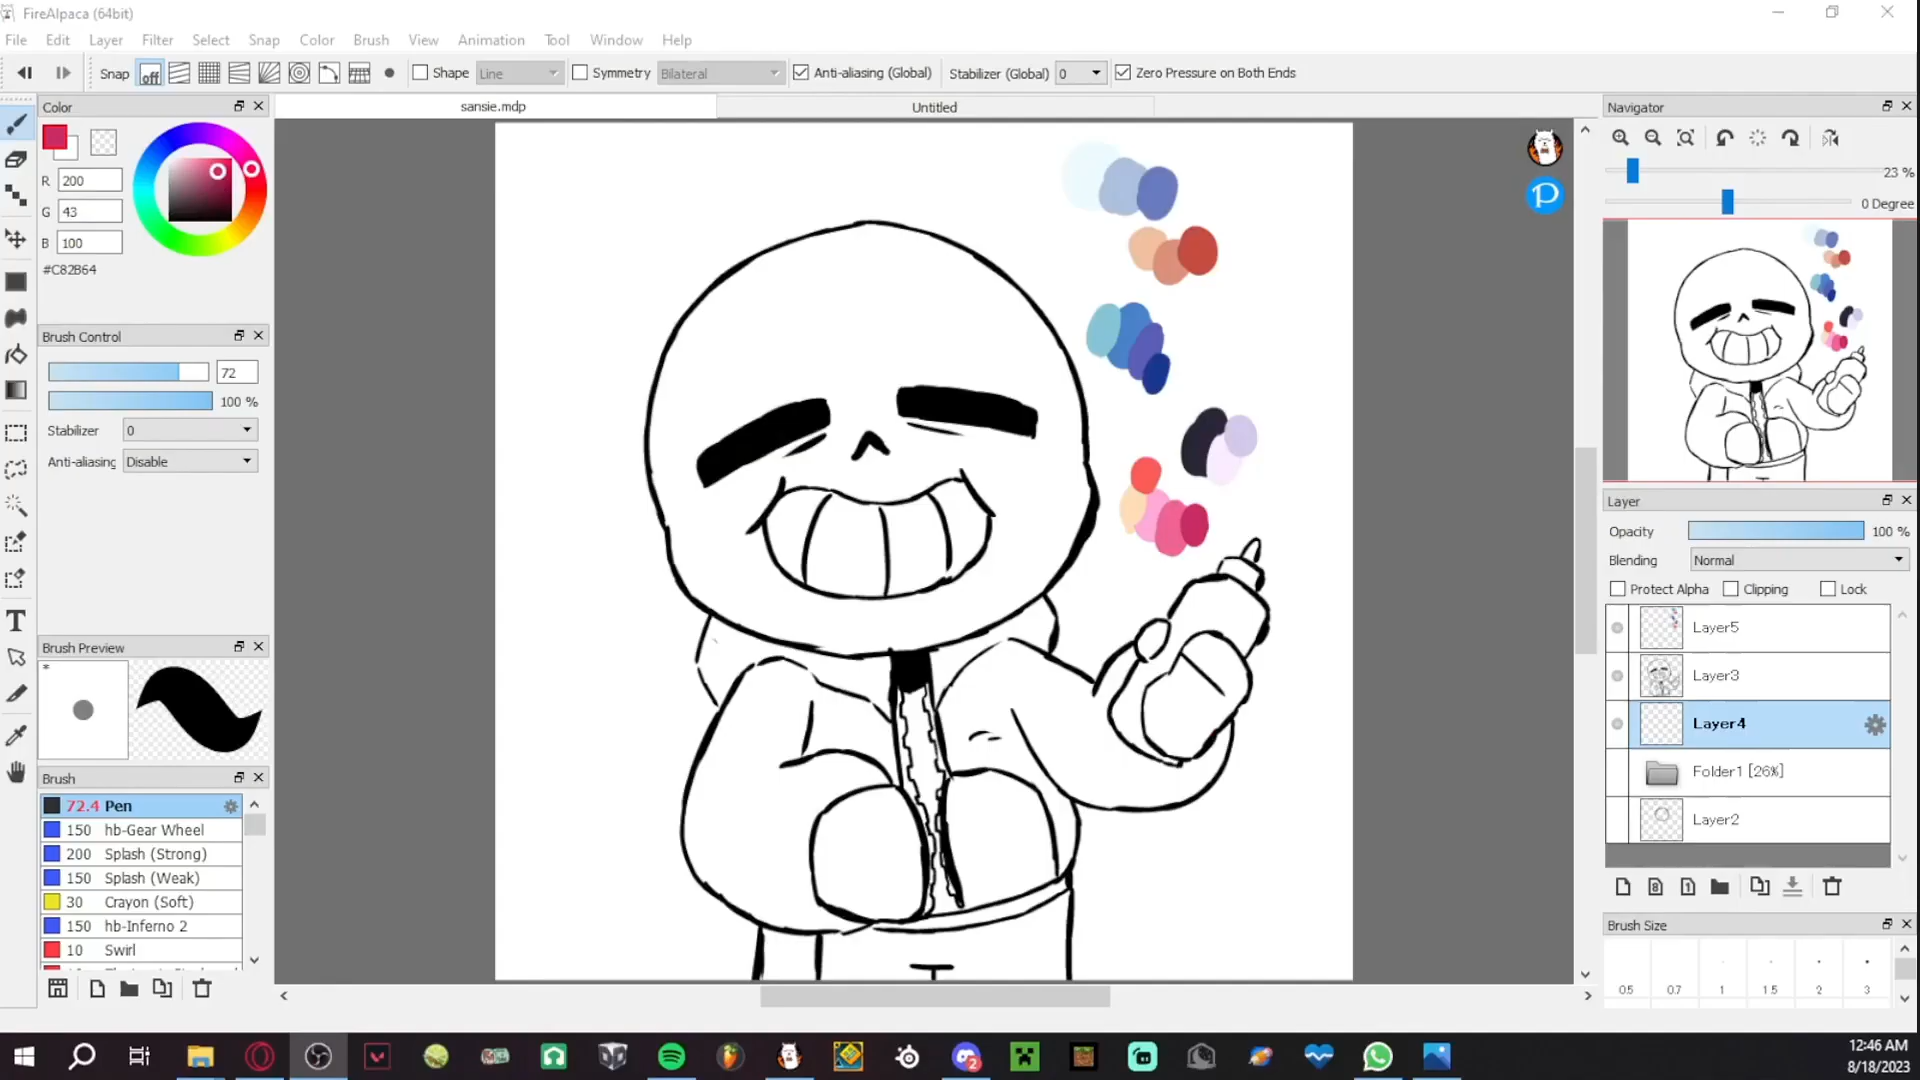 FireAlpaca (64bit)
File Edit Layer Filter Select Snap Color Brush View Animation Tool Window Help
Snap off Shape Line Symmetry Bilateral Anti-aliasing (Global) Stabilizer (Global) 0 Zero Pressure on Both Ends
Color
sansie.mdp Untitled
Navigator
R 200
G 43
B 100
#C82B64
23 %
0 Degree
Brush Control
72
100 %
Stabilizer 0
Anti-aliasing Disable
Layer
Opacity 100 %
Blending Normal
Protect Alpha Clipping Lock
Layer5
Layer3
Layer4
Folder1 [26%]
Layer2
Brush Preview
*
Brush
72.4 Pen
150 hb-Gear Wheel
200 Splash (Strong)
150 Splash (Weak)
30 Crayon (Soft)
150 hb-Inferno 2
10 Swirl
Brush Size
0.5 0.7 1 1.5 2 3
12:46 AM
8/18/2023